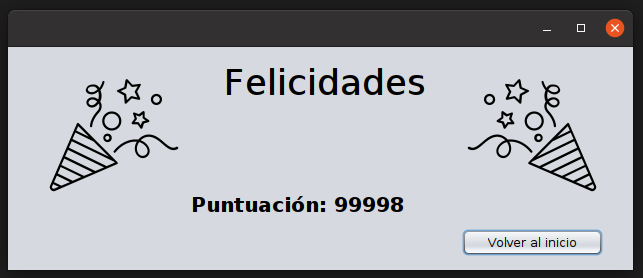 Felicidades
Puntuación: 99998
Volver al inicio